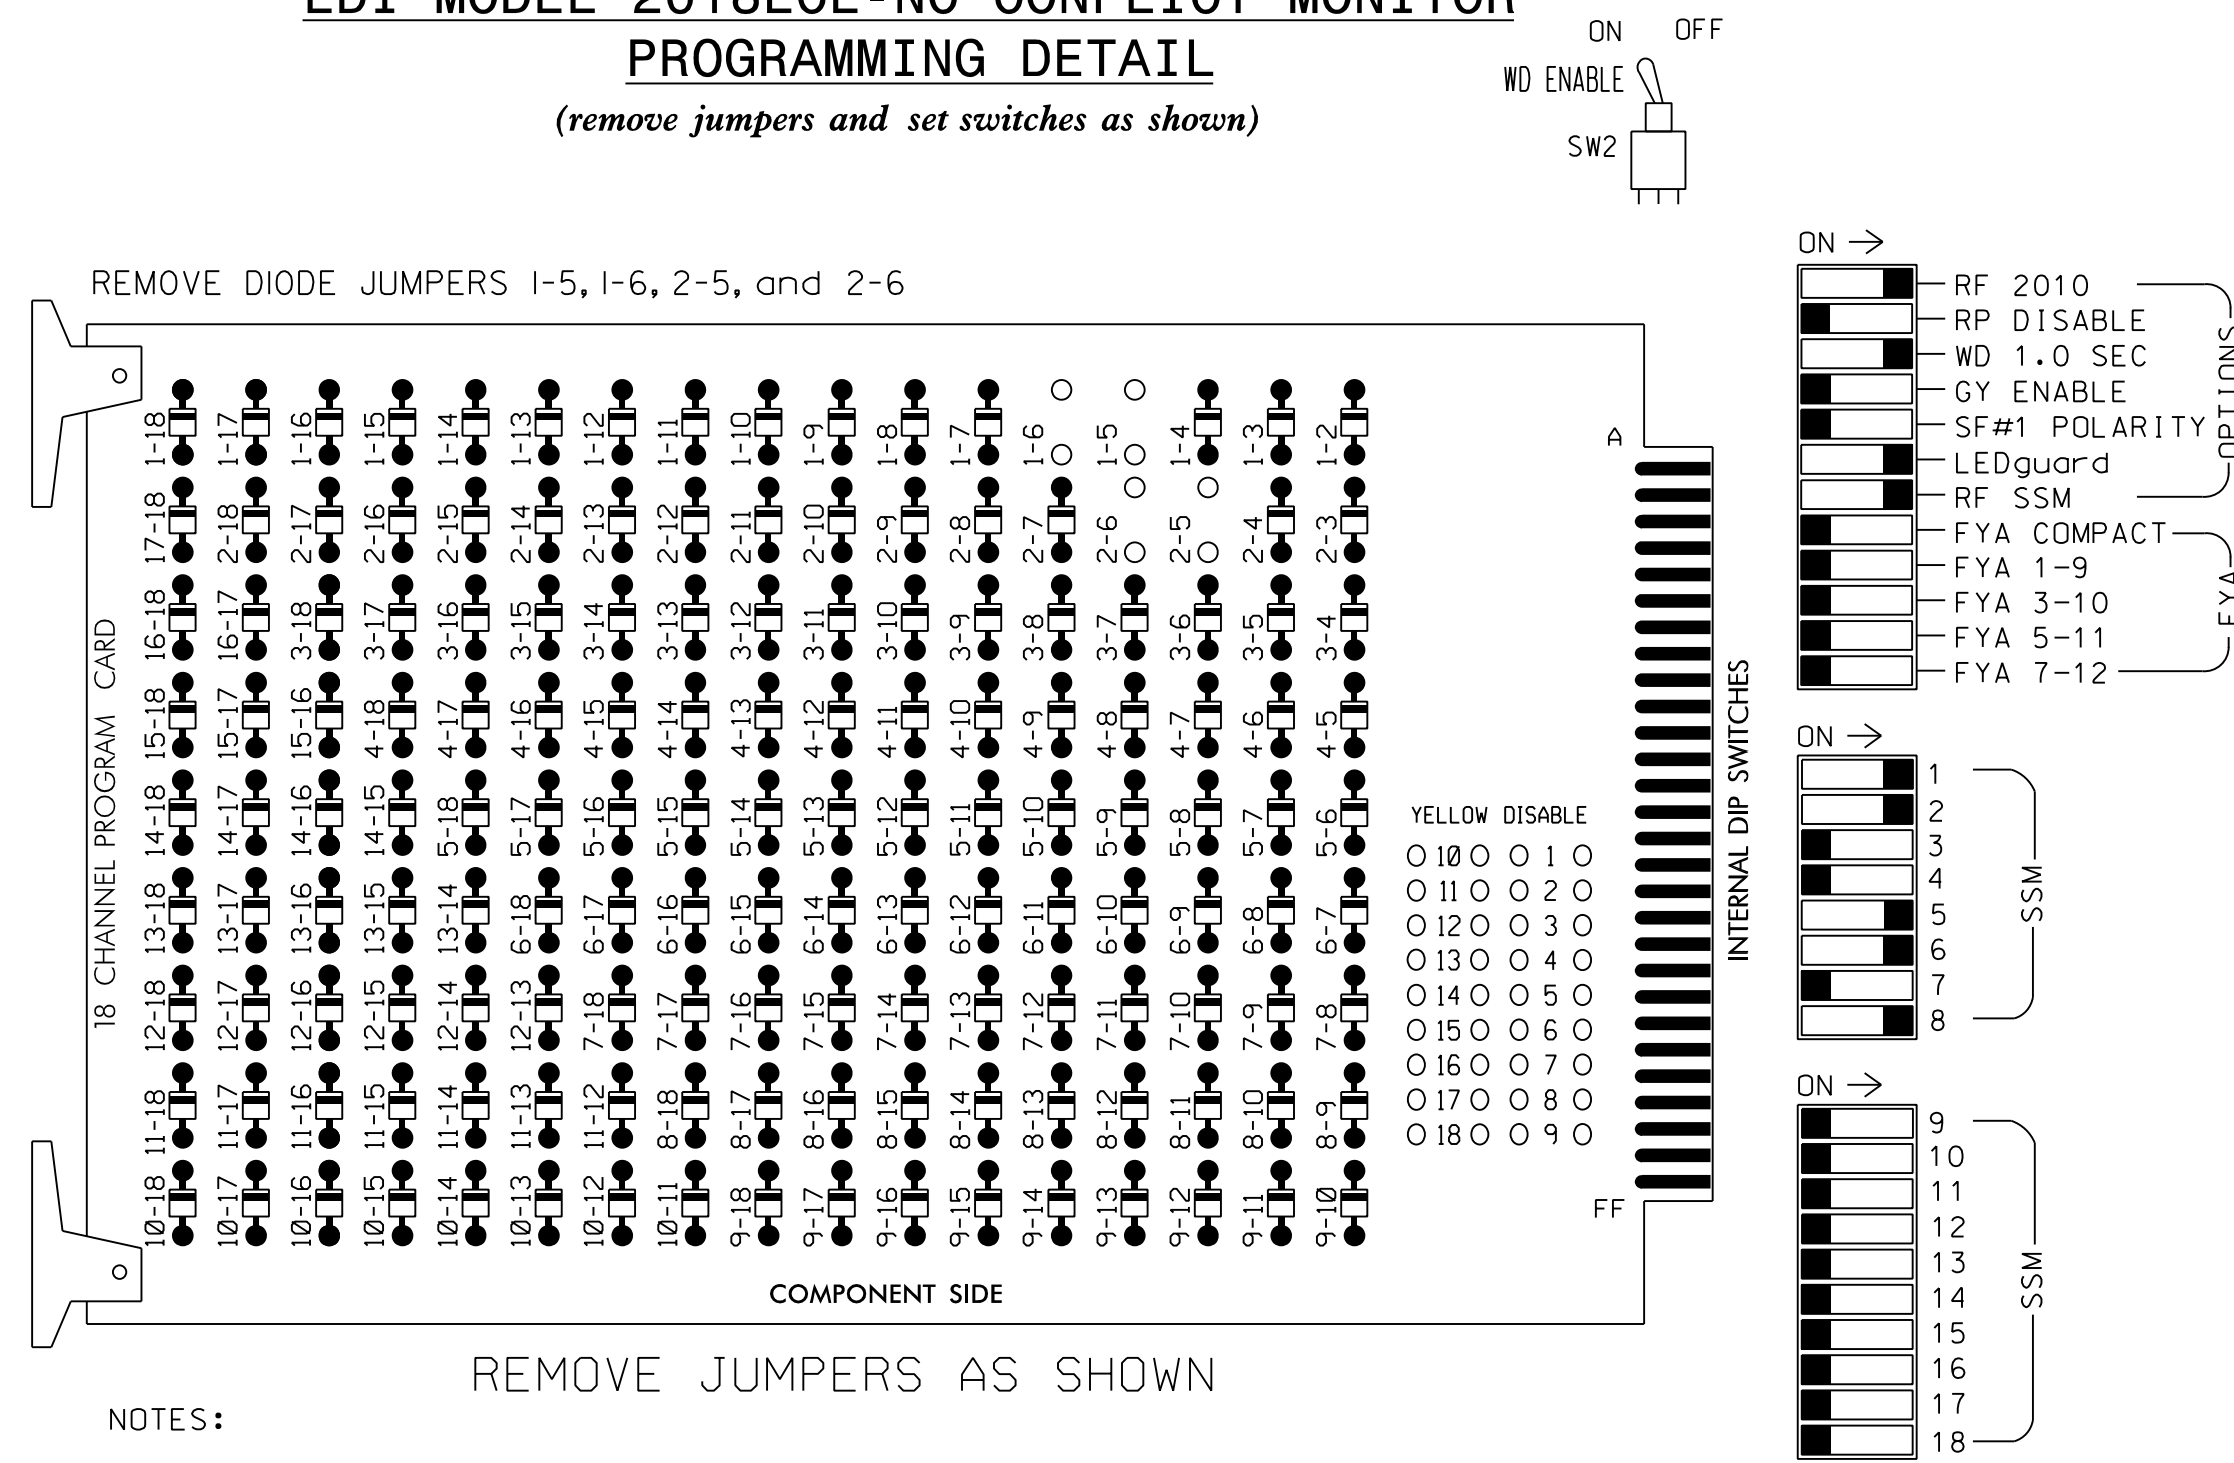 EDI MODEL 2018ECL-NC CONFLICT MONITOR
PROGRAMMING DETAIL
(remove jumpers and set switches as shown)
ON OFF
WD ENABLE
SW2
REMOVE DIODE JUMPERS 1-5, 1-6, 2-5, and 2-6
1-18 1-17 1-16 1-15 1-14 1-13 1-12 1-11 1-10 1-9 1-8 1-7 1-6 1-5 1-4 1-3 1-2
17-18 2-18 2-17 2-16 2-15 2-14 2-13 2-12 2-11 2-10 2-9 2-8 2-7 2-6 2-5 2-4 2-3
16-18 16-17 3-18 3-17 3-16 3-15 3-14 3-13 3-12 3-11 3-10 3-9 3-8 3-7 3-6 3-5 3-4
15-18 15-17 15-16 4-18 4-17 4-16 4-15 4-14 4-13 4-12 4-11 4-10 4-9 4-8 4-7 4-6 4-5
14-18 14-17 14-16 14-15 5-18 5-17 5-16 5-15 5-14 5-13 5-12 5-11 5-10 5-9 5-8 5-7 5-6
13-18 13-17 13-16 13-15 13-14 6-18 6-17 6-16 6-15 6-14 6-13 6-12 6-11 6-10 6-9 6-8 6-7
12-18 12-17 12-16 12-15 12-14 12-13 7-18 7-17 7-16 7-15 7-14 7-13 7-12 7-11 7-10 7-9 7-8
11-18 11-17 11-16 11-15 11-14 11-13 11-12 8-18 8-17 8-16 8-15 8-14 8-13 8-12 8-11 8-10 8-9
10-18 10-17 10-16 10-15 10-14 10-13 10-12 10-11 9-18 9-17 9-16 9-15 9-14 9-13 9-12 9-11 9-10
18 CHANNEL PROGRAM CARD
YELLOW DISABLE
10 1
11 2
12 3
13 4
14 5
15 6
16 7
17 8
18 9
A
FF
COMPONENT SIDE
REMOVE JUMPERS AS SHOWN
NOTES:
INTERNAL DIP SWITCHES
ON
RF 2010
RP DISABLE
WD 1.0 SEC
GY ENABLE
SF#1 POLARITY
LEDguard
RF SSM
OPTIONS
FYA COMPACT
FYA 1-9
FYA 3-10
FYA 5-11
FYA 7-12
FYA
ON
1
2
3
4
5
6
7
8
SSM
ON
9
10
11
12
13
14
15
16
17
18
SSM